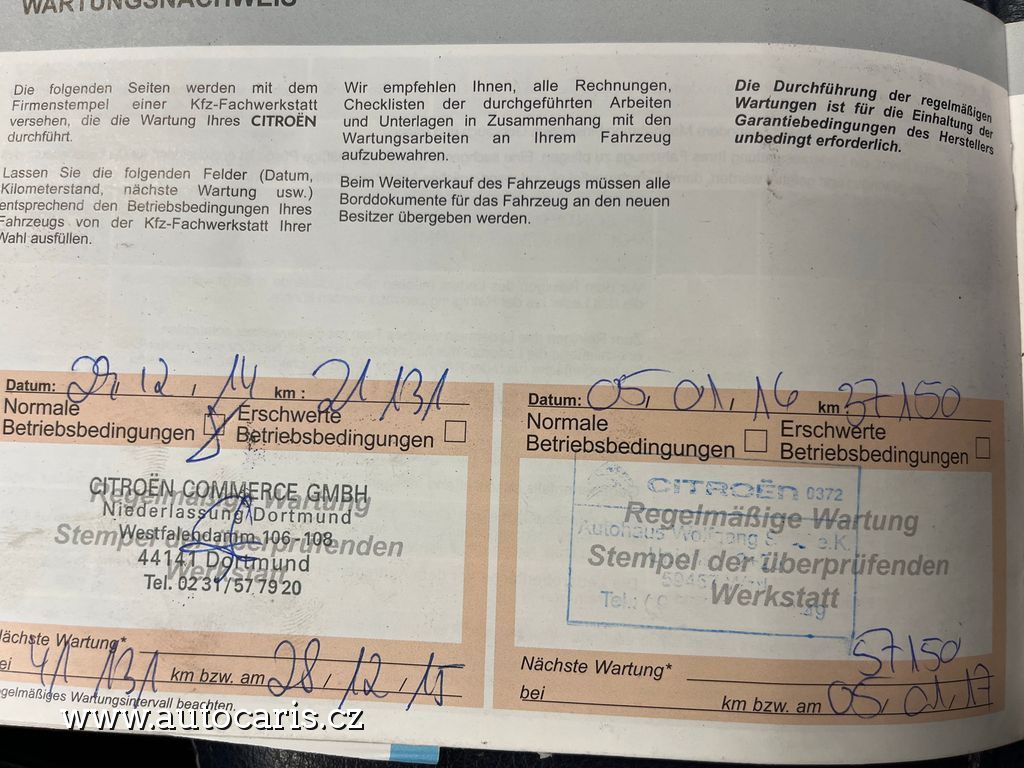 WARTUNGSNACHWEIS
Die folgenden Seiten werden mit dem
Firmenstempel einer Kfz-Fachwerkstatt
versehen, die die Wartung Ihres CITROËN
durchführt.
Lassen Sie die folgenden Felder (Datum,
Kilometerstand, nächste Wartung usw.)
entsprechend den Betriebsbedingungen Ihres
Fahrzeugs von der Kfz-Fachwerkstatt Ihrer
Wahl ausfüllen.
Wir empfehlen Ihnen, alle Rechnungen,
Checklisten der durchgeführten Arbeiten
und Unterlagen in Zusammenhang mit den
Wartungsarbeiten an Ihrem Fahrzeug
aufzubewahren.
Beim Weiterverkauf des Fahrzeugs müssen alle
Borddokumente für das Fahrzeug an den neuen
Besitzer übergeben werden.
Die Durchführung der regelmäßigen
Wartungen ist für die Einhaltung der
Garantiebedingungen des Herstellers
unbedingt erforderlich.
Datum: 29.12.14 km : 21131
Normale
Betriebsbedingungen
Erschwerte
Betriebsbedingungen
CITROËN COMMERCE GMBH
Regelmäßige Wartung
Niederlassung Dortmund
Westfalendamm 106-108
Stempel der überprüfenden
44141 Dortmund
Werkstatt
Tel. 02 31/57 79 20
Nächste Wartung*
bei 41131 km bzw. am 28.12.15
Regelmäßiges Wartungsintervall beachten.
Datum: 05.01.16 km 37150
Normale
Betriebsbedingungen
Erschwerte
Betriebsbedingungen
CITROËN 0372
Regelmäßige Wartung
Autohaus Wolfgang e.K.
Stempel der überprüfenden
Werkstatt
Tel.:
57150
Nächste Wartung*
bei km bzw. am 05.01.17
www.autocaris.cz